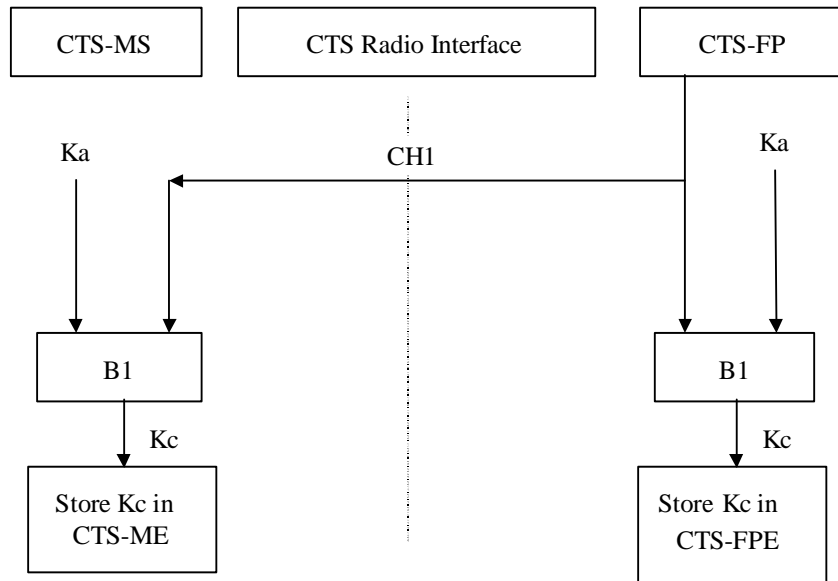 CTS-MS
CTS Radio Interface
CTS-FP
Ka
CH1
Ka
B1
B1
Kc
Kc
Store Kc in
CTS-ME
Store Kc in
CTS-FPE